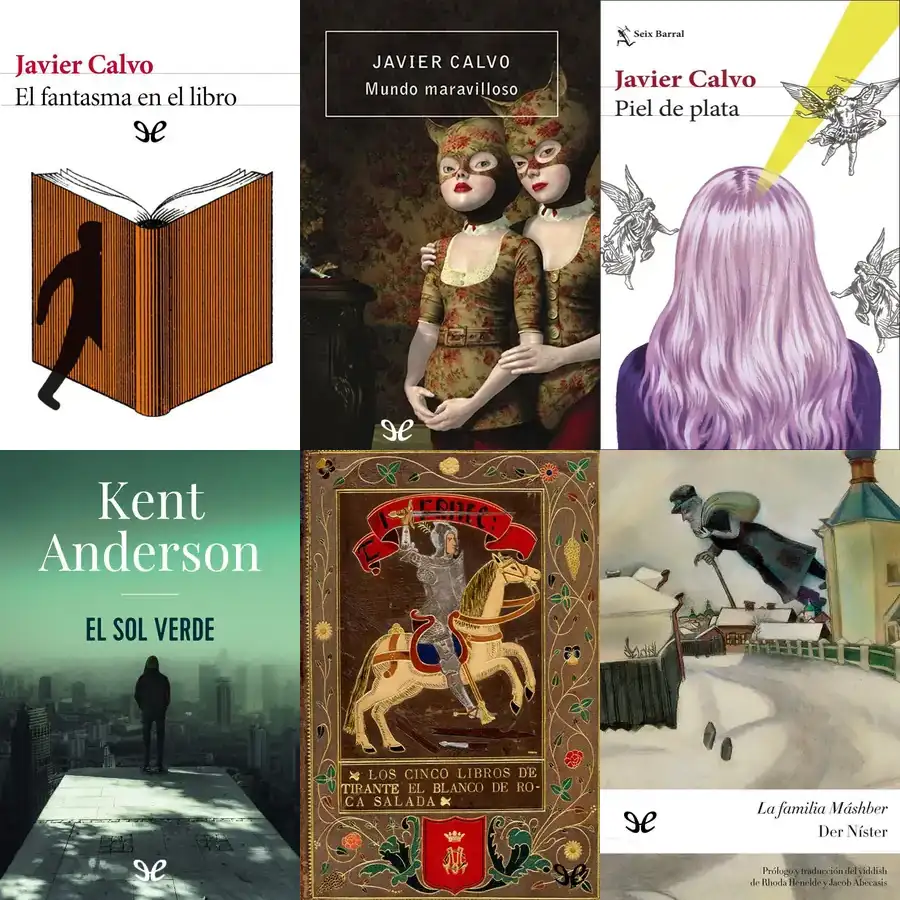 Javier Calvo
El fantasma en el libro
JAVIER CALVO
Mundo maravilloso
Seix Barral
Javier Calvo
Piel de plata
Kent
Anderson
EL SOL VERDE
LOS CINCO LIBROS DE
TIRANTE EL BLANCO DE RO-
CA SALADA
La familia Máshber
Der Níster
Prólogo y traducción del yiddish
de Rhoda Henelde y Jacob Abecasís